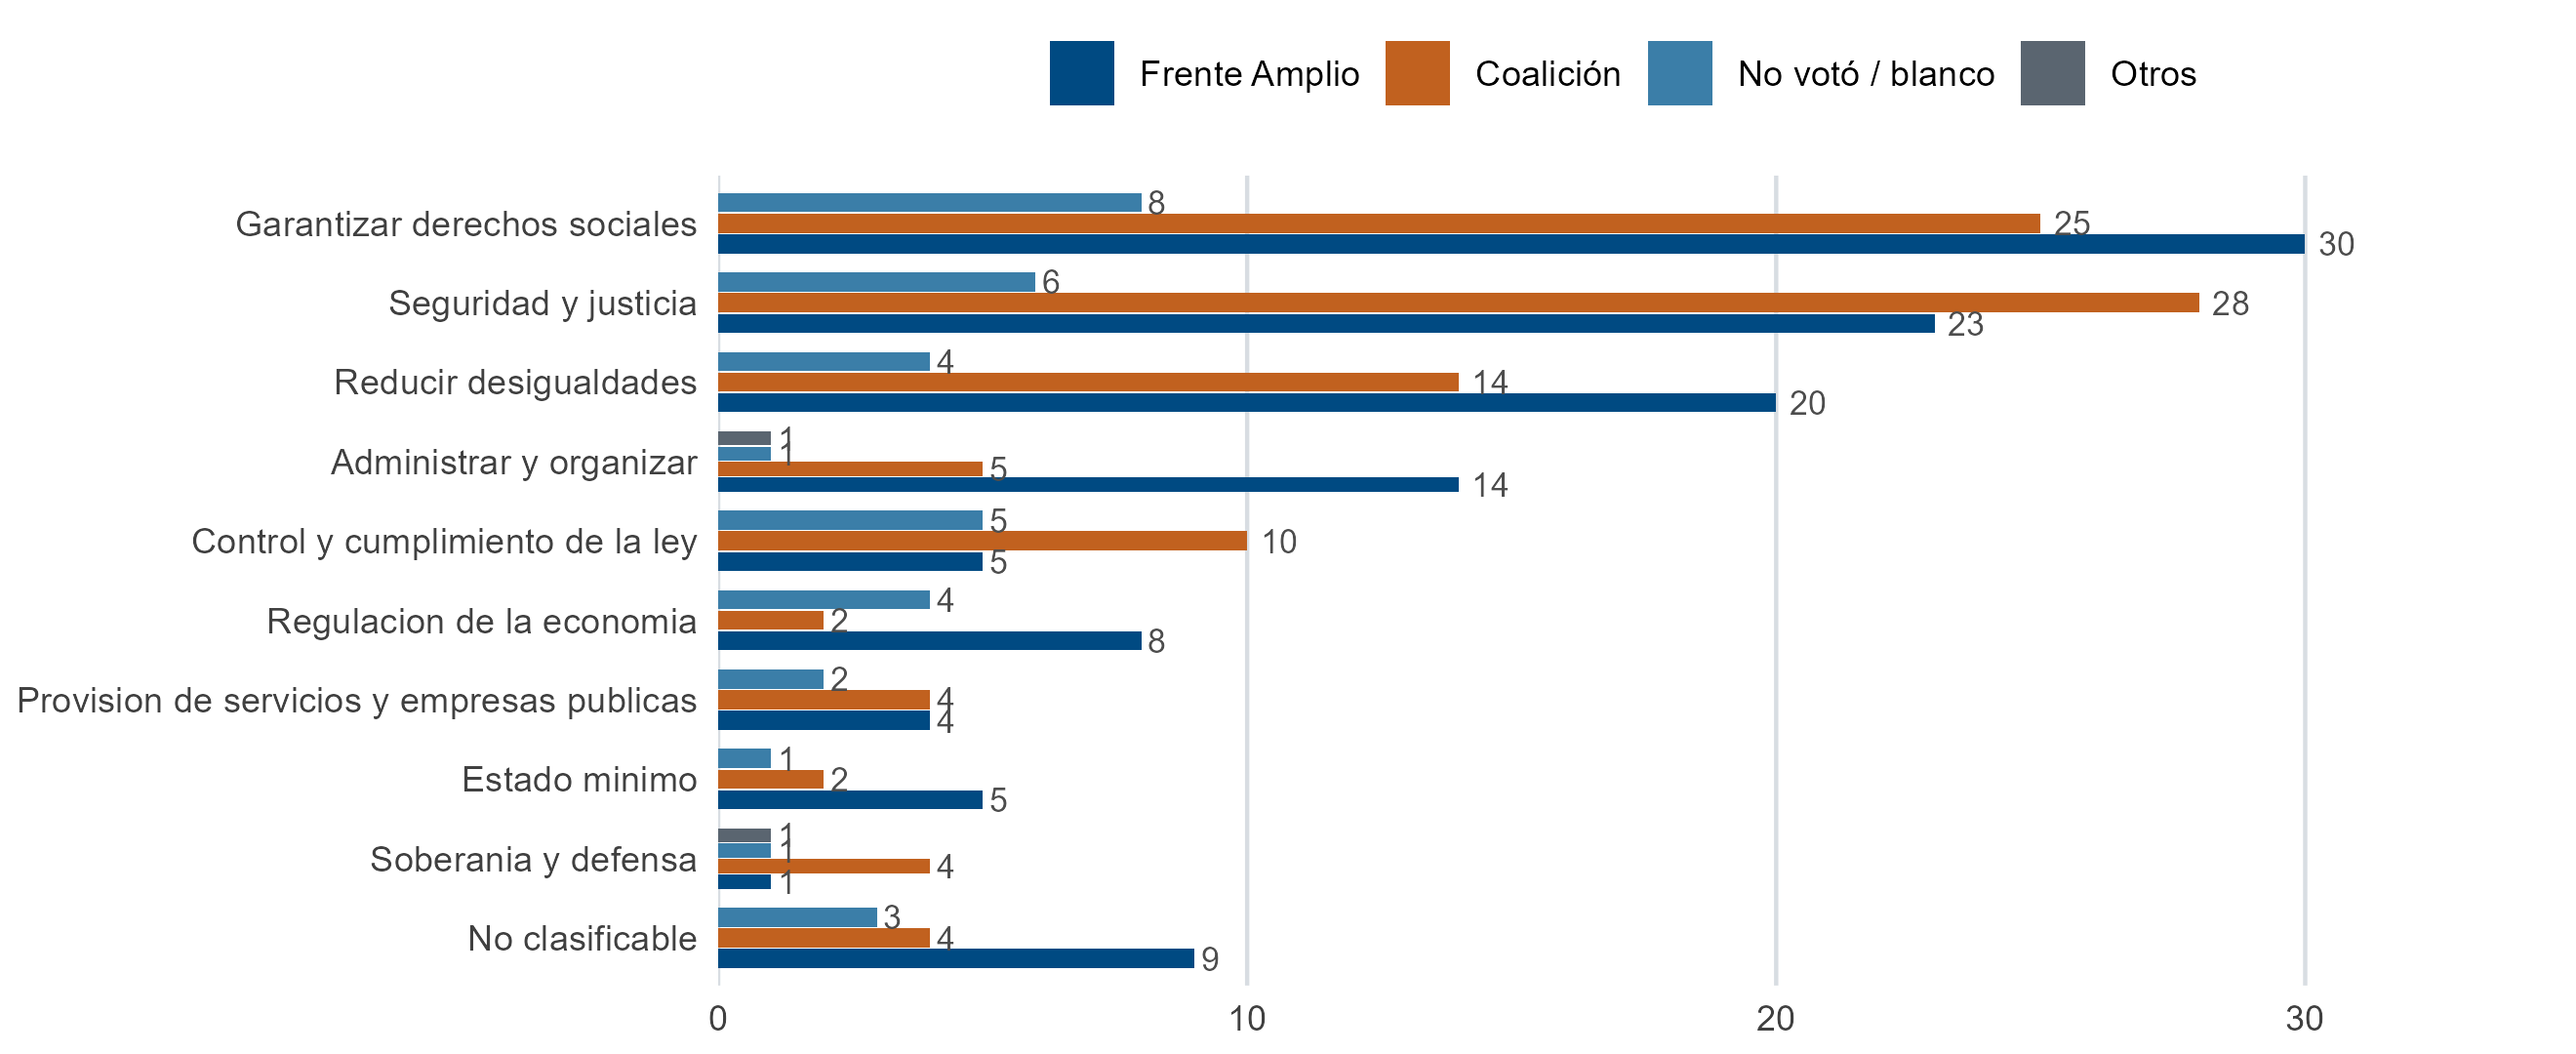 Frente Amplio Coalición No votó / blanco Otros
Garantizar derechos sociales 8 25 30
Seguridad y justicia 6 28 23
Reducir desigualdades 4 14 20
Administrar y organizar 1 1 5 14
Control y cumplimiento de la ley 5 10 5
Regulacion de la economia 4 2 8
Provision de servicios y empresas publicas 2 4 4
Estado minimo 1 2 5
Soberania y defensa 1 1 4 1
No clasificable 3 4 9
0 10 20 30